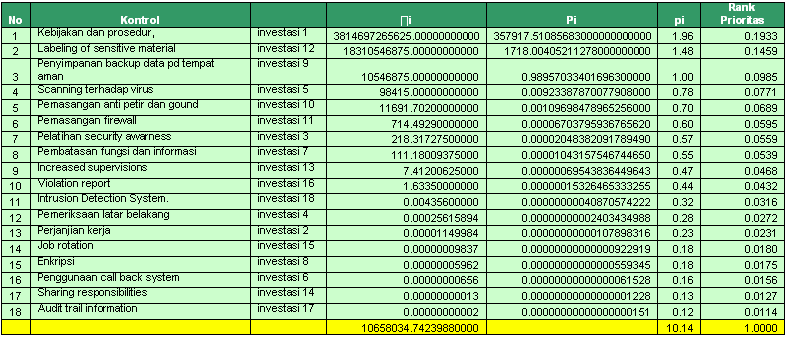 No Kontrol ∏i Pi pi Rank Prioritas
1 Kebijakan dan prosedur, investasi 1 3814697265625.00000000000 357917.51085683000000000000 1.96 0.1933
2 Labeling of sensitive material investasi 12 18310546875.00000000000 1718.00405211278000000000 1.48 0.1459
3 Penyimpanan backup data pd tempat aman investasi 9 10546875.00000000000 0.98957033401696300000 1.00 0.0985
4 Scanning terhadap virus investasi 5 98415.00000000000 0.00923387870077908000 0.78 0.0771
5 Pemasangan anti petir dan gound investasi 10 11691.70200000000 0.00109698478965256000 0.70 0.0689
6 Pemasangan firewall investasi 11 714.49290000000 0.00006703795936765620 0.60 0.0595
7 Pelatihan security awarness investasi 3 218.31727500000 0.00002048382091789490 0.57 0.0559
8 Pembatasan fungsi dan informasi investasi 7 111.18009375000 0.00001043157546744650 0.55 0.0539
9 Increased supervisions investasi 13 7.41200625000 0.00000069543836449643 0.47 0.0468
10 Violation report investasi 16 1.63350000000 0.00000015326465333255 0.44 0.0432
11 Intrusion Detection System. investasi 18 0.00435600000 0.00000000040870574222 0.32 0.0316
12 Pemeriksaan latar belakang investasi 4 0.00025615894 0.00000000002403434988 0.28 0.0272
13 Perjanjian kerja investasi 2 0.00001149984 0.00000000000107898316 0.23 0.0231
14 Job rotation investasi 15 0.00000009837 0.00000000000000922919 0.18 0.0180
15 Enkripsi investasi 8 0.00000005962 0.00000000000000559345 0.18 0.0175
16 Penggunaan call back system investasi 6 0.00000000656 0.00000000000000061528 0.16 0.0156
17 Sharing responsibilities investasi 14 0.00000000013 0.00000000000000001228 0.13 0.0127
18 Audit trail information investasi 17 0.00000000002 0.00000000000000000151 0.12 0.0114
10658034.74239880000 10.14 1.0000